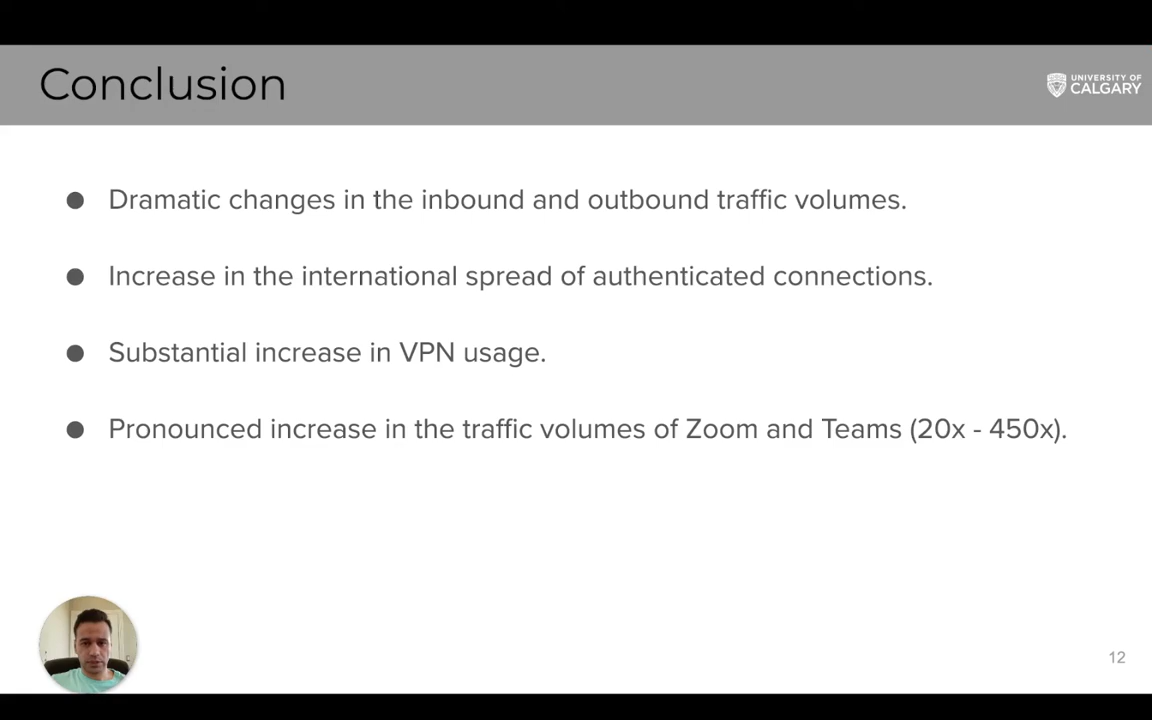 Conclusion
UNIVERSITY OF
CALGARY
● Dramatic changes in the inbound and outbound traffic volumes.
● Increase in the international spread of authenticated connections.
● Substantial increase in VPN usage.
● Pronounced increase in the traffic volumes of Zoom and Teams (20x - 450x).
12